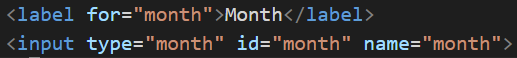 <label for="month">Month</label>
<input type="month" id="month" name="month">